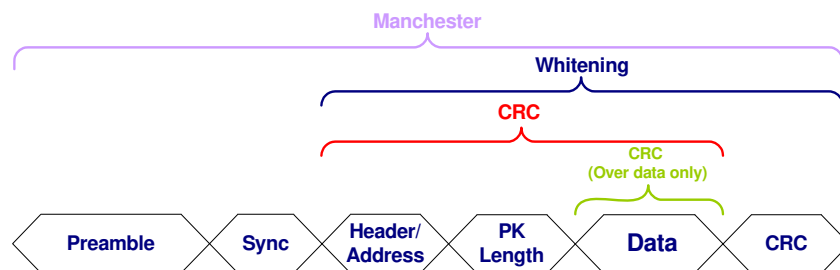 Manchester
Whitening
CRC
CRC
(Over data only)
Preamble
Sync
Header/
Address
PK
Length
Data
CRC